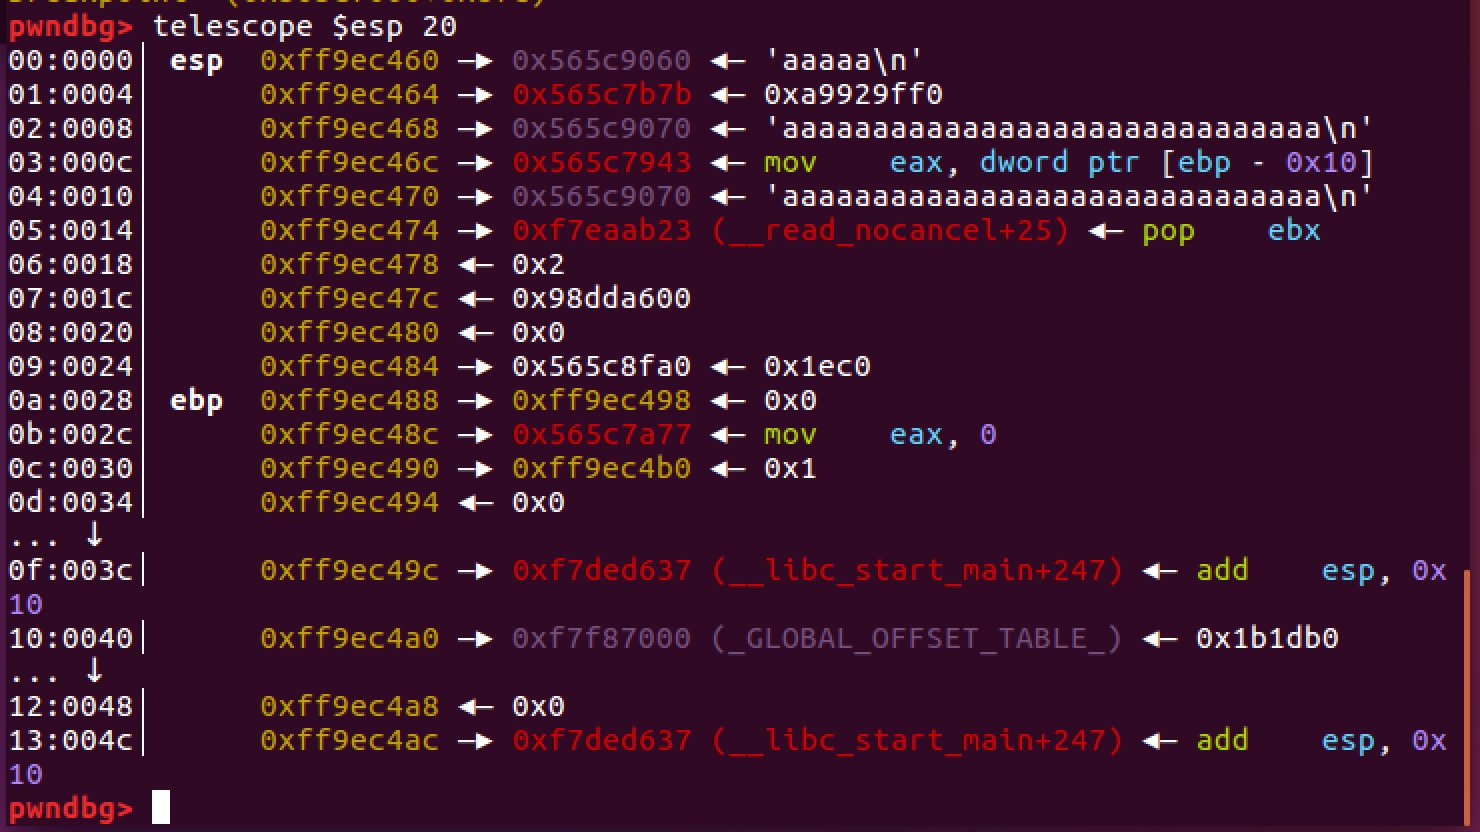 pwndbg> telescope $esp 20
00:0000│ esp 0xff9ec460 —▸ 0x565c9060 ◂— 'aaaaa\n'
01:0004│ 0xff9ec464 —▸ 0x565c7b7b ◂— 0xa9929ff0
02:0008│ 0xff9ec468 —▸ 0x565c9070 ◂— 'aaaaaaaaaaaaaaaaaaaaaaaaaaaaaa\n'
03:000c│ 0xff9ec46c —▸ 0x565c7943 ◂— mov eax, dword ptr [ebp - 0x10]
04:0010│ 0xff9ec470 —▸ 0x565c9070 ◂— 'aaaaaaaaaaaaaaaaaaaaaaaaaaaaaa\n'
05:0014│ 0xff9ec474 —▸ 0xf7eaab23 (__read_nocancel+25) ◂— pop ebx
06:0018│ 0xff9ec478 ◂— 0x2
07:001c│ 0xff9ec47c ◂— 0x98dda600
08:0020│ 0xff9ec480 ◂— 0x0
09:0024│ 0xff9ec484 —▸ 0x565c8fa0 ◂— 0x1ec0
0a:0028│ ebp 0xff9ec488 —▸ 0xff9ec498 ◂— 0x0
0b:002c│ 0xff9ec48c —▸ 0x565c7a77 ◂— mov eax, 0
0c:0030│ 0xff9ec490 —▸ 0xff9ec4b0 ◂— 0x1
0d:0034│ 0xff9ec494 ◂— 0x0
... ↓
0f:003c│ 0xff9ec49c —▸ 0xf7ded637 (__libc_start_main+247) ◂— add esp, 0x
10
10:0040│ 0xff9ec4a0 —▸ 0xf7f87000 (_GLOBAL_OFFSET_TABLE_) ◂— 0x1b1db0
... ↓
12:0048│ 0xff9ec4a8 ◂— 0x0
13:004c│ 0xff9ec4ac —▸ 0xf7ded637 (__libc_start_main+247) ◂— add esp, 0x
10
pwndbg>